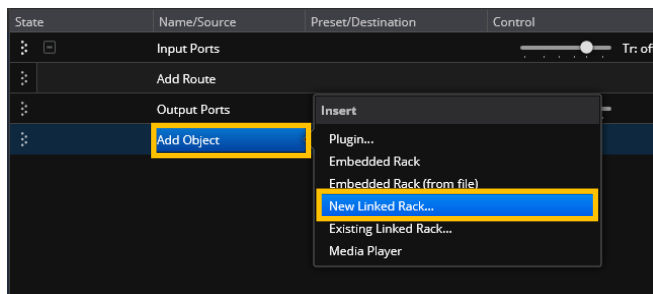 State Name/Source Preset/Destination Control
Input Ports Tr: of
Add Route
Output Ports
Add Object
Insert
Plugin...
Embedded Rack
Embedded Rack (from file)
New Linked Rack...
Existing Linked Rack...
Media Player